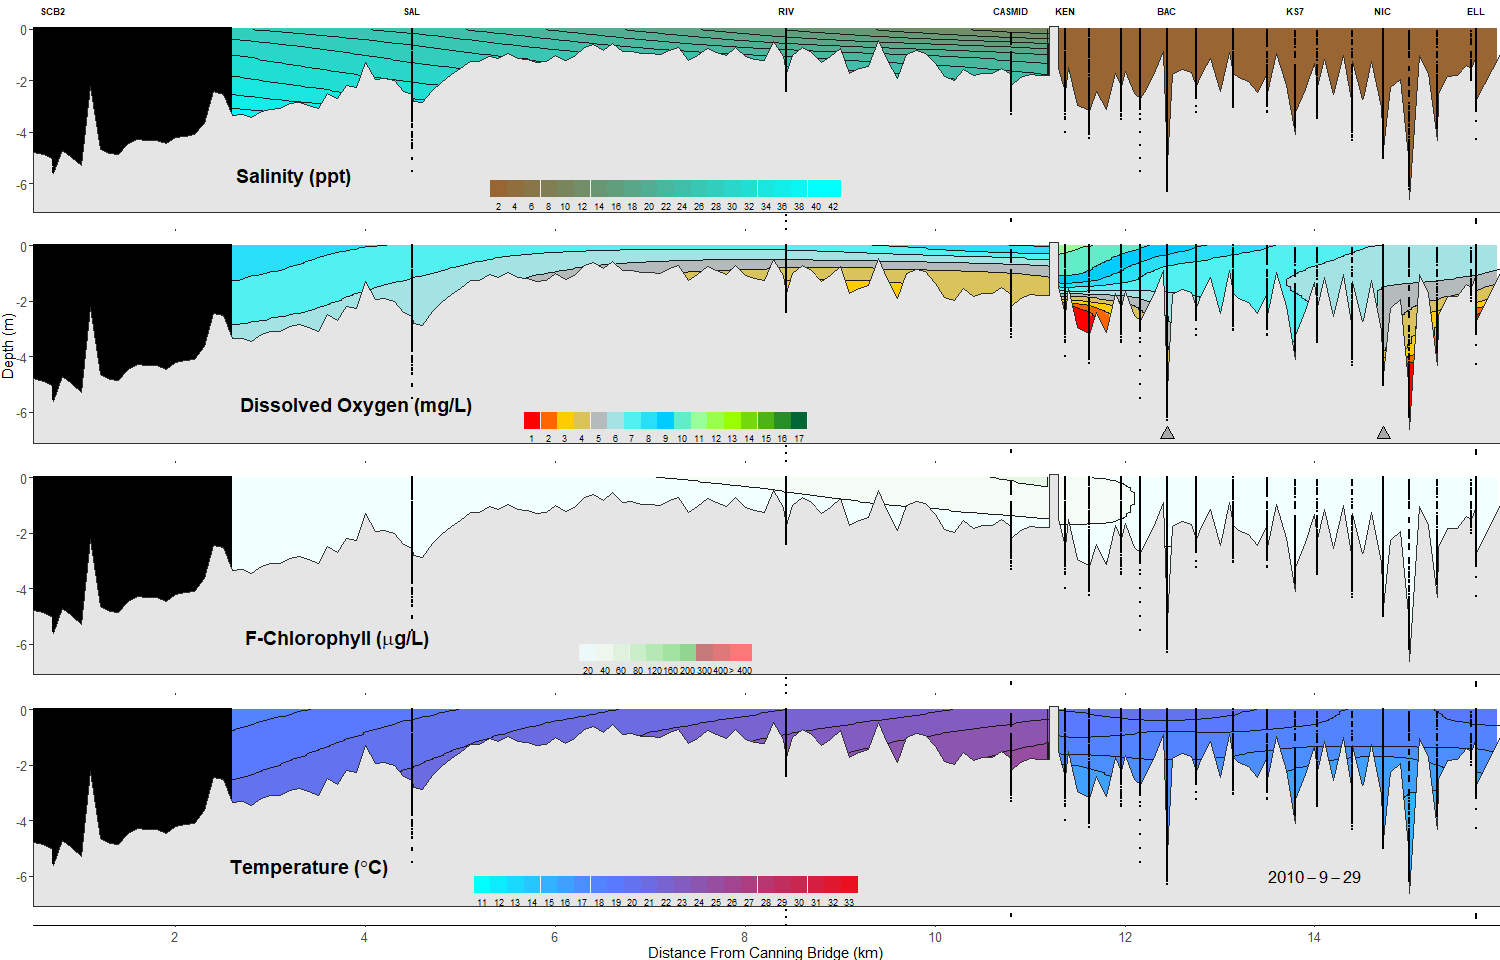 SCB2 SAL RIV CASMID KEN BAC KS7 NIC ELL
0
-2
-4
-6
Salinity (ppt)
2 4 6 8 10 12 14 16 18 20 22 24 26 28 30 32 34 36 38 40 42
0
-2
-4
-6
Dissolved Oxygen (mg/L)
1 2 3 4 5 6 7 8 9 10 11 12 13 14 15 16 17
Depth (m)
0
-2
-4
-6
F-Chlorophyll (μg/L)
20 40 60 80 120 160 200 300 400 > 400
0
-2
-4
-6
Temperature (°C)
2010-9-29
11 12 13 14 15 16 17 18 19 20 21 22 23 24 25 26 27 28 29 30 31 32 33
2 4 6 8 10 12 14
Distance From Canning Bridge (km)